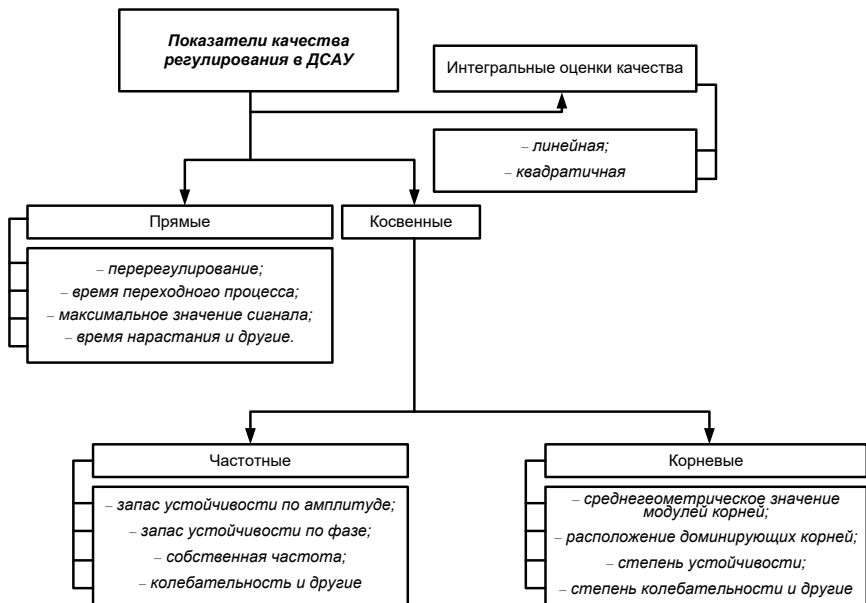 Показатели качества
регулирования в ДСАУ
Интегральные оценки качества
– линейная;
– квадратичная
Прямые
Косвенные
– перерегулирование;
– время переходного процесса;
– максимальное значение сигнала;
– время нарастания и другие.
Частотные
Корневые
– запас устойчивости по амплитуде;
– запас устойчивости по фазе;
– собственная частота;
– колебательность и другие
– среднегеометрическое значение
модулей корней;
– расположение доминирующих корней;
– степень устойчивости;
– степень колебательности и другие